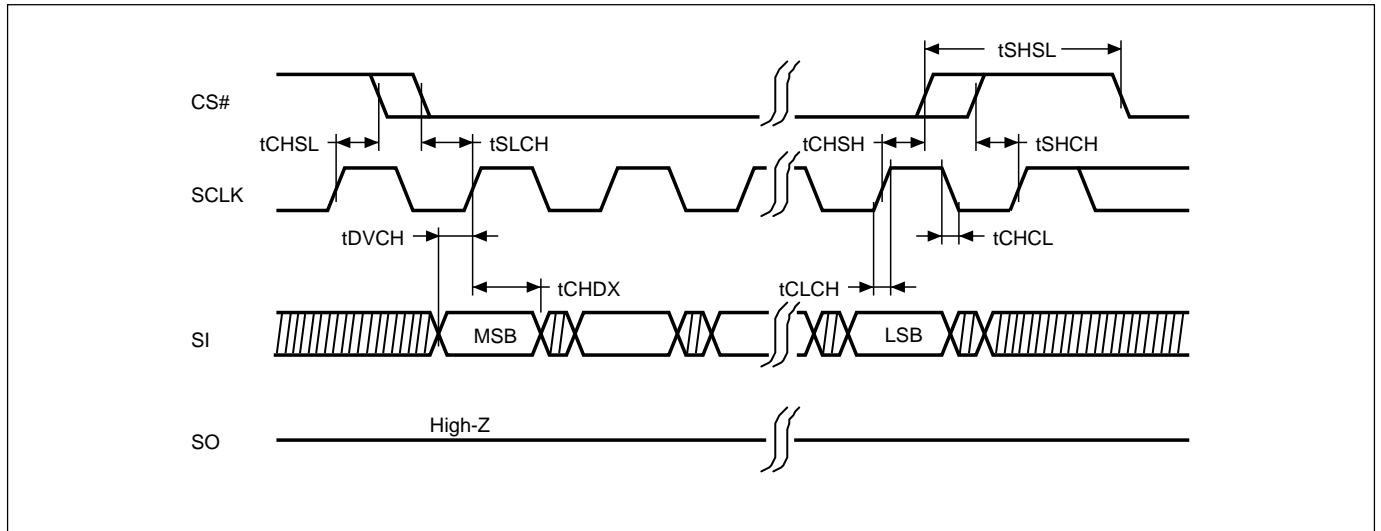 tSHSL
CS#
tCHSL
tSLCH
tCHSH
tSHCH
SCLK
tDVCH
tCHCL
tCHDX
tCLCH
SI
MSB
LSB
High-Z
SO